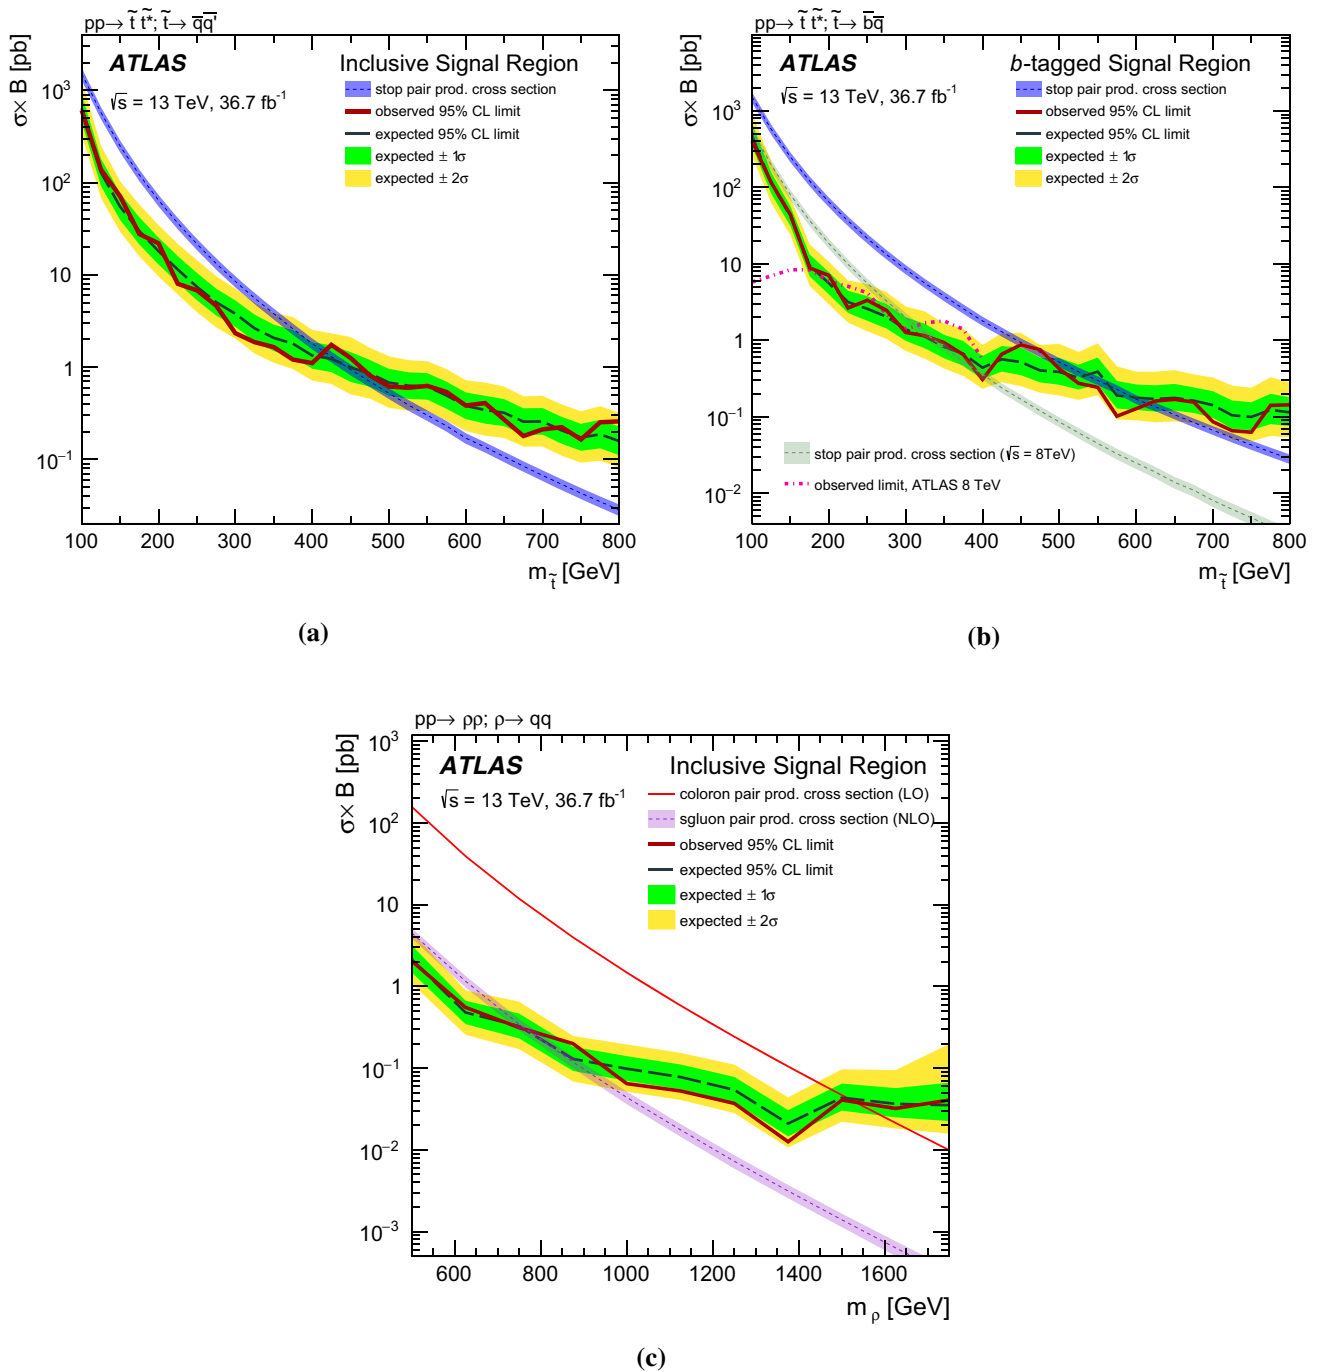 pp→ t̃ t̃*; t̃→ q̅q̅'
σ× B [pb]
ATLAS
Inclusive Signal Region
√s = 13 TeV, 36.7 fb⁻¹
stop pair prod. cross section
observed 95% CL limit
expected 95% CL limit
expected ± 1σ
expected ± 2σ
10³
10²
10
1
10⁻¹
100 200 300 400 500 600 700 800
m_t̃ [GeV]
(a)
pp→ t̃ t̃*; t̃→ b̅q̅
σ× B [pb]
ATLAS
b-tagged Signal Region
√s = 13 TeV, 36.7 fb⁻¹
stop pair prod. cross section
observed 95% CL limit
expected 95% CL limit
expected ± 1σ
expected ± 2σ
10³
10²
10
1
10⁻¹
10⁻²
stop pair prod. cross section (√s = 8TeV)
observed limit, ATLAS 8 TeV
100 200 300 400 500 600 700 800
m_t̃ [GeV]
(b)
pp→ ρρ; ρ→ qq
σ× B [pb]
ATLAS
Inclusive Signal Region
√s = 13 TeV, 36.7 fb⁻¹
coloron pair prod. cross section (LO)
sgluon pair prod. cross section (NLO)
observed 95% CL limit
expected 95% CL limit
expected ± 1σ
expected ± 2σ
10³
10²
10
1
10⁻¹
10⁻²
10⁻³
600 800 1000 1200 1400 1600
m_ρ [GeV]
(c)